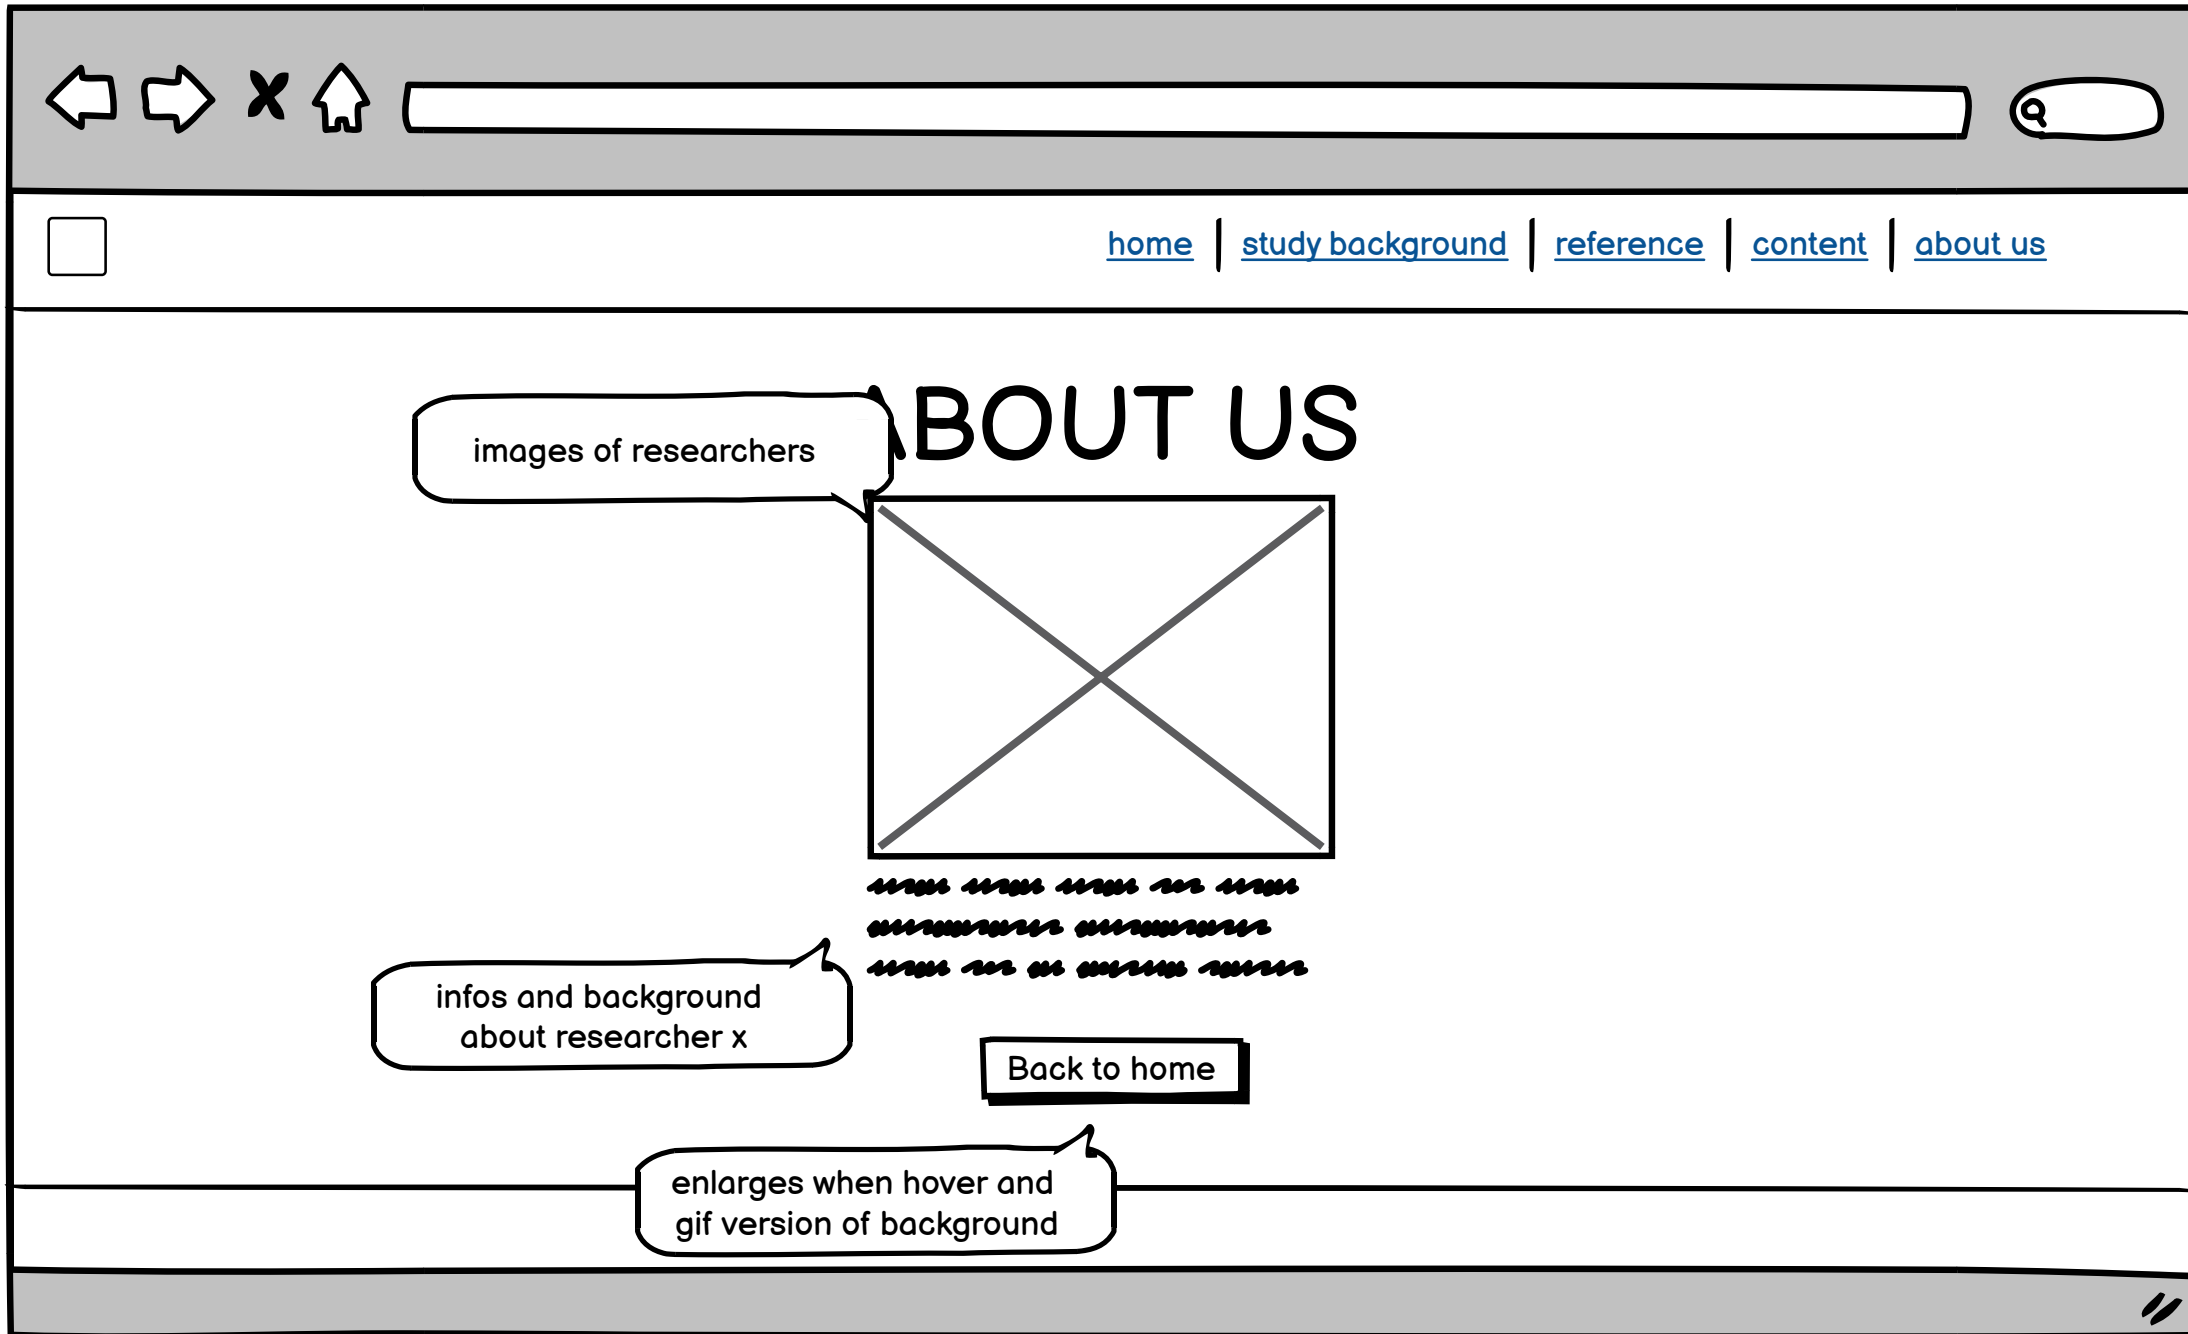 home study background reference content about us
ABOUT US
images of researchers
infos and background
about researcher x
Back to home
enlarges when hover and
gif version of background